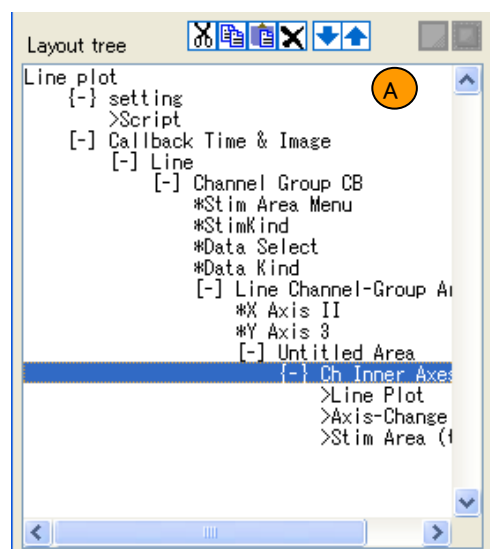 Layout tree
A
Line plot
{-} setting
>Script
[-] Callback Time & Image
[-] Line
[-] Channel Group CB
*Stim Area Menu
*StimKind
*Data Select
*Data Kind
[-] Line Channel-Group
*X Axis II
*Y Axis 3
[-] Untitled Area
{-} Ch Inner Axes
>Line Plot
>Axis-Change
>Stim Area (